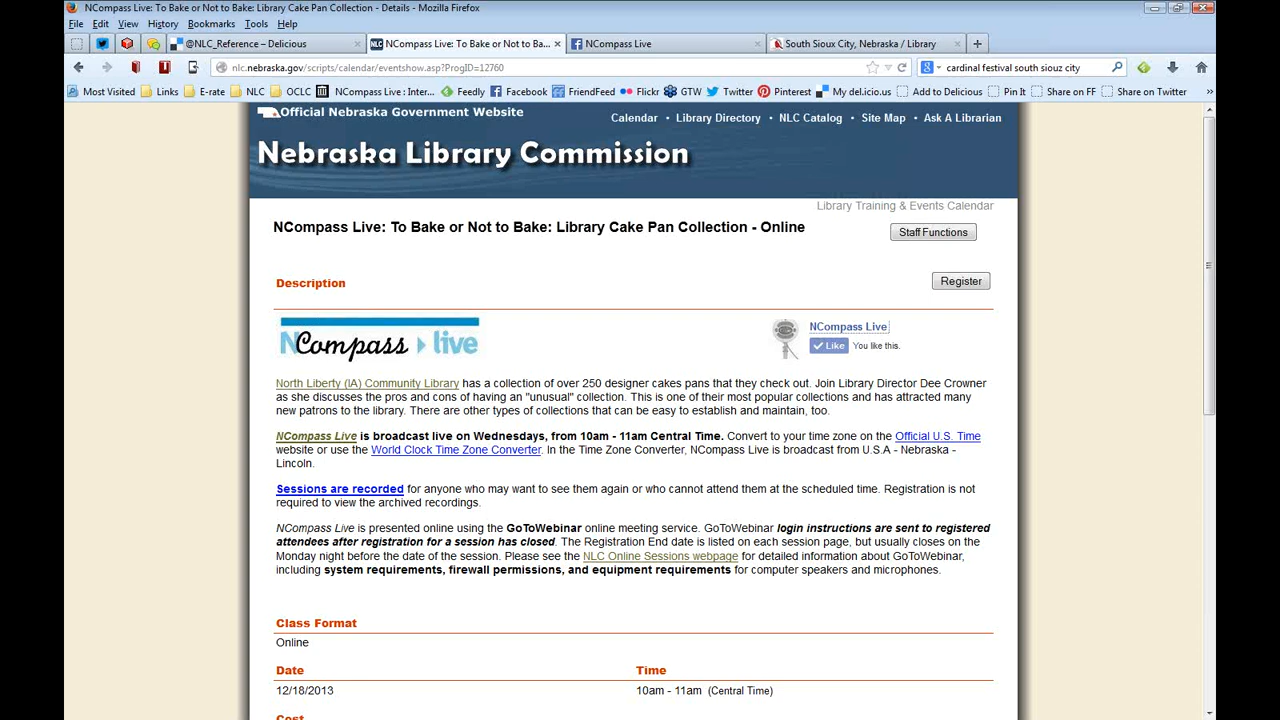 NCompass Live: To Bake or Not to Bake: Library Cake Pan Collection - Details - Mozilla Firefox
File Edit View History Bookmarks Tools Help
@NLC_Reference – Delicious
NLC NCompass Live: To Bake or Not to Ba...
NCompass Live
South Sioux City, Nebraska / Library
nlc.nebraska.gov/scripts/calendar/eventshow.asp?ProgID=12760
cardinal festival south siouz city
Most Visited Links E-rate NLC OCLC NCompass Live : Inter... Feedly Facebook FriendFeed Flickr GTW Twitter Pinterest My del.icio.us Add to Delicious Pin It Share on FF Share on Twitter
Official Nebraska Government Website
Calendar • Library Directory • NLC Catalog • Site Map • Ask A Librarian
Nebraska Library Commission
Library Training & Events Calendar
NCompass Live: To Bake or Not to Bake: Library Cake Pan Collection - Online
Staff Functions
Description
Register
NCompass live
NCompass Live
Like You like this.
North Liberty (IA) Community Library has a collection of over 250 designer cakes pans that they check out. Join Library Director Dee Crowner
as she discusses the pros and cons of having an "unusual" collection. This is one of their most popular collections and has attracted many
new patrons to the library. There are other types of collections that can be easy to establish and maintain, too.
NCompass Live is broadcast live on Wednesdays, from 10am - 11am Central Time. Convert to your time zone on the Official U.S. Time
website or use the World Clock Time Zone Converter. In the Time Zone Converter, NCompass Live is broadcast from U.S.A - Nebraska -
Lincoln.
Sessions are recorded for anyone who may want to see them again or who cannot attend them at the scheduled time. Registration is not
required to view the archived recordings.
NCompass Live is presented online using the GoToWebinar online meeting service. GoToWebinar login instructions are sent to registered
attendees after registration for a session has closed. The Registration End date is listed on each session page, but usually closes on the
Monday night before the date of the session. Please see the NLC Online Sessions webpage for detailed information about GoToWebinar,
including system requirements, firewall permissions, and equipment requirements for computer speakers and microphones.
Class Format
Online
Date Time
12/18/2013 10am - 11am (Central Time)
Cost